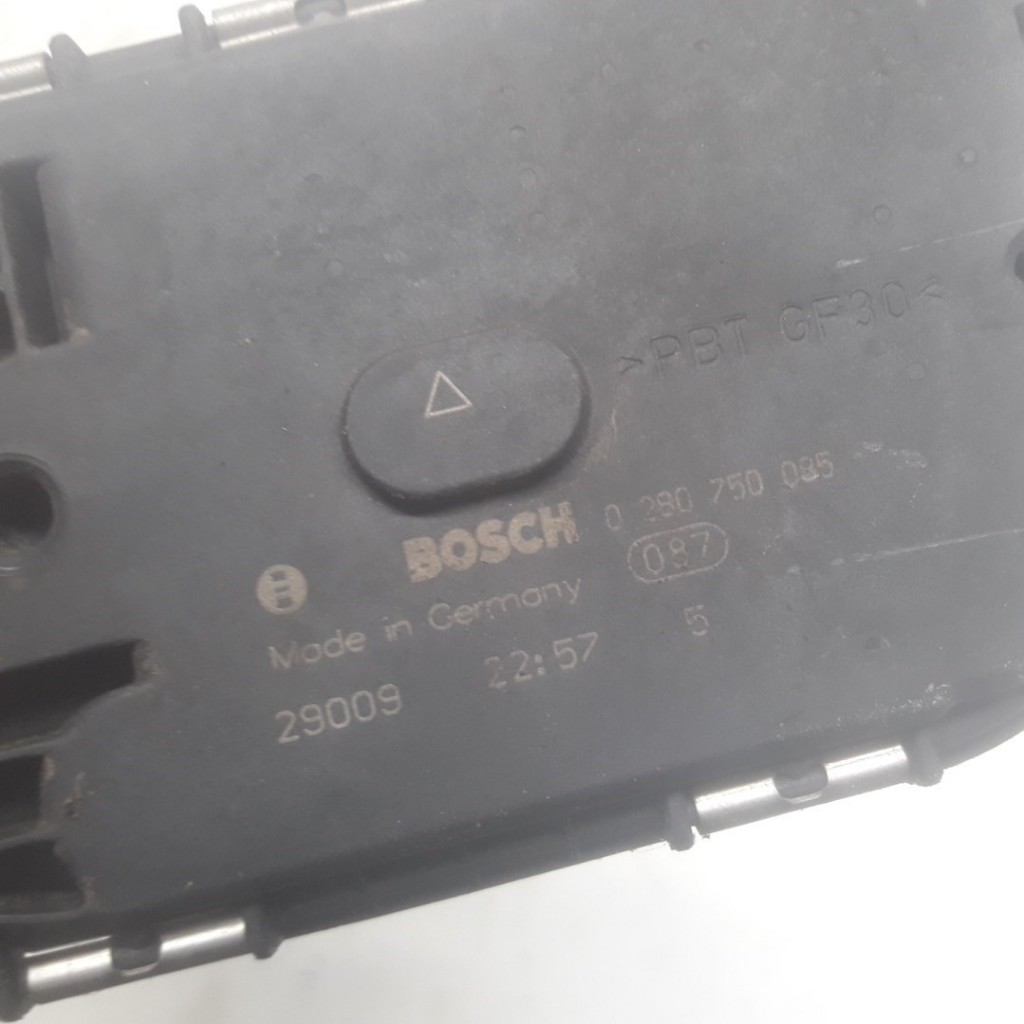 >PBT GF30<
BOSCH 0 280 750 085
087
Made in Germany
29009 22:57 5